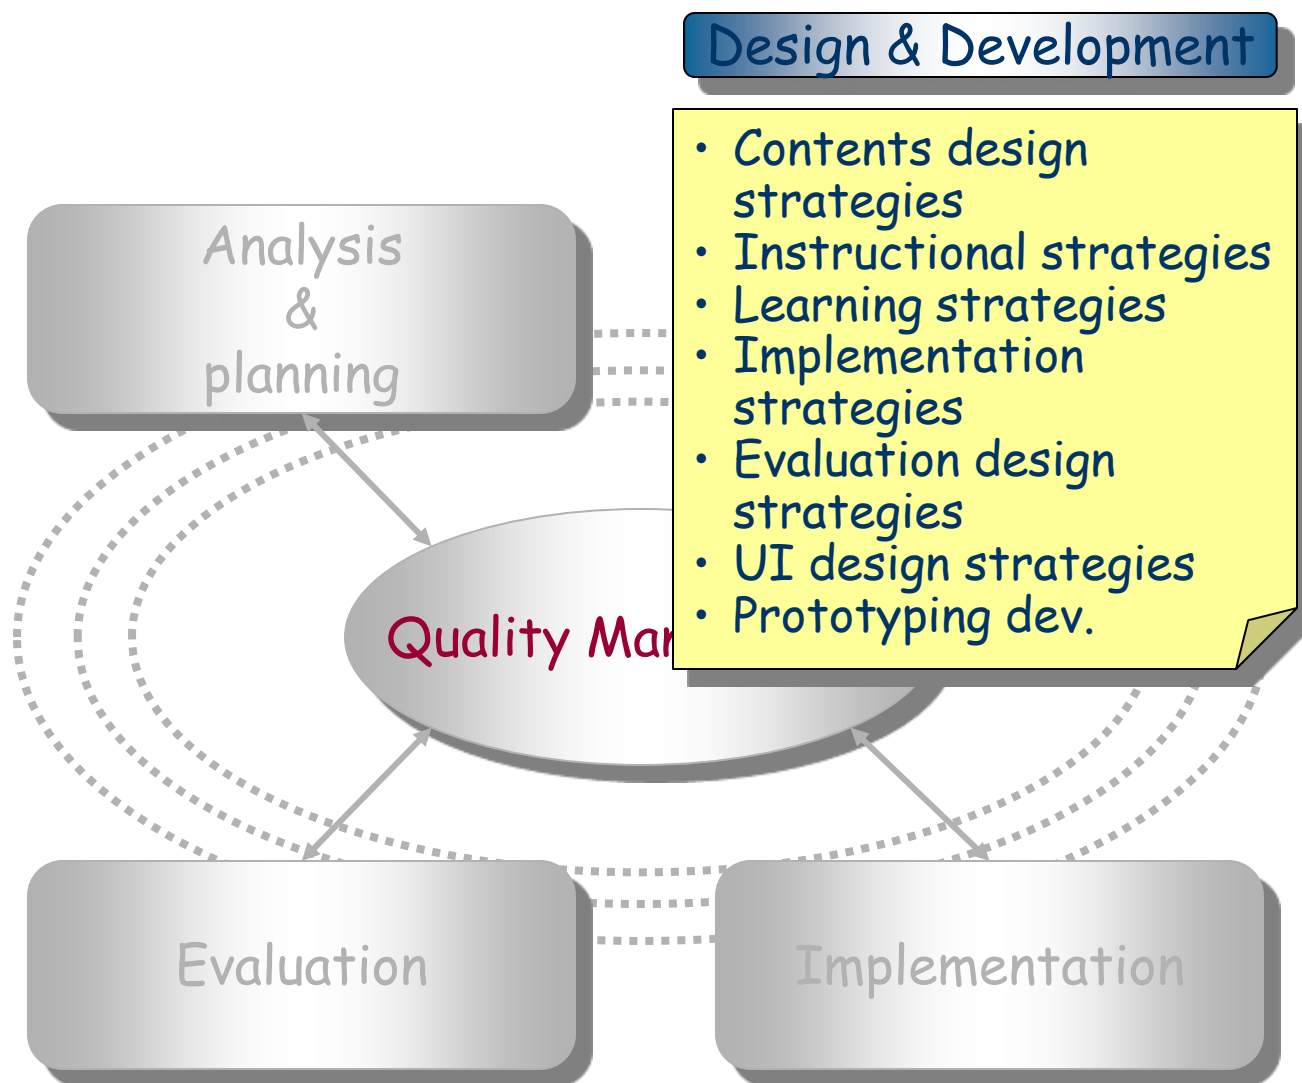 Design & Development
• Contents design
strategies
• Instructional strategies
• Learning strategies
• Implementation
strategies
• Evaluation design
strategies
• UI design strategies
• Prototyping dev.
Analysis
&
planning
Quality
Evaluation
Implementation